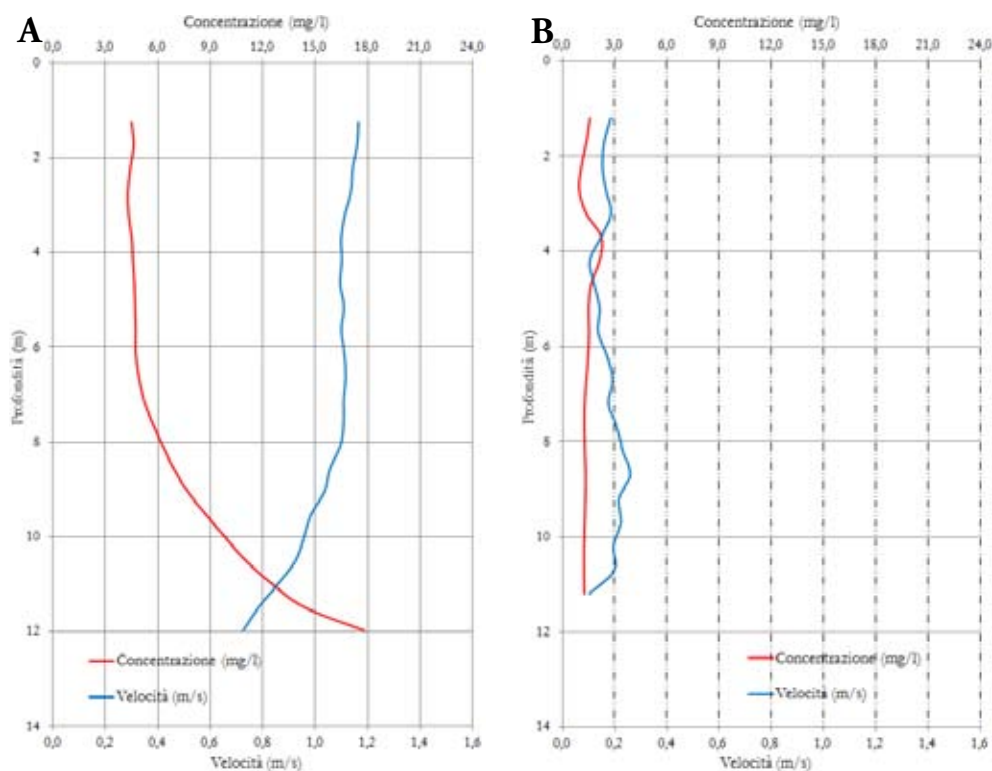 A
Concentrazione (mg/l)
0,0 3,0 6,0 9,0 12,0 15,0 18,0 21,0 24,0
0
2
4
6
8
10
12
14
Profondità (m)
Concentrazione (mg/l)
Velocità (m/s)
0,0 0,2 0,4 0,6 0,8 1,0 1,2 1,4 1,6
Velocità (m/s)
B
Concentrazione (mg/l)
0,0 3,0 6,0 9,0 12,0 15,0 18,0 21,0 24,0
0
2
4
6
8
10
12
14
Profondità (m)
Concentrazione (mg/l)
Velocità (m/s)
0,0 0,2 0,4 0,6 0,8 1,0 1,2 1,4 1,6
Velocità (m/s)